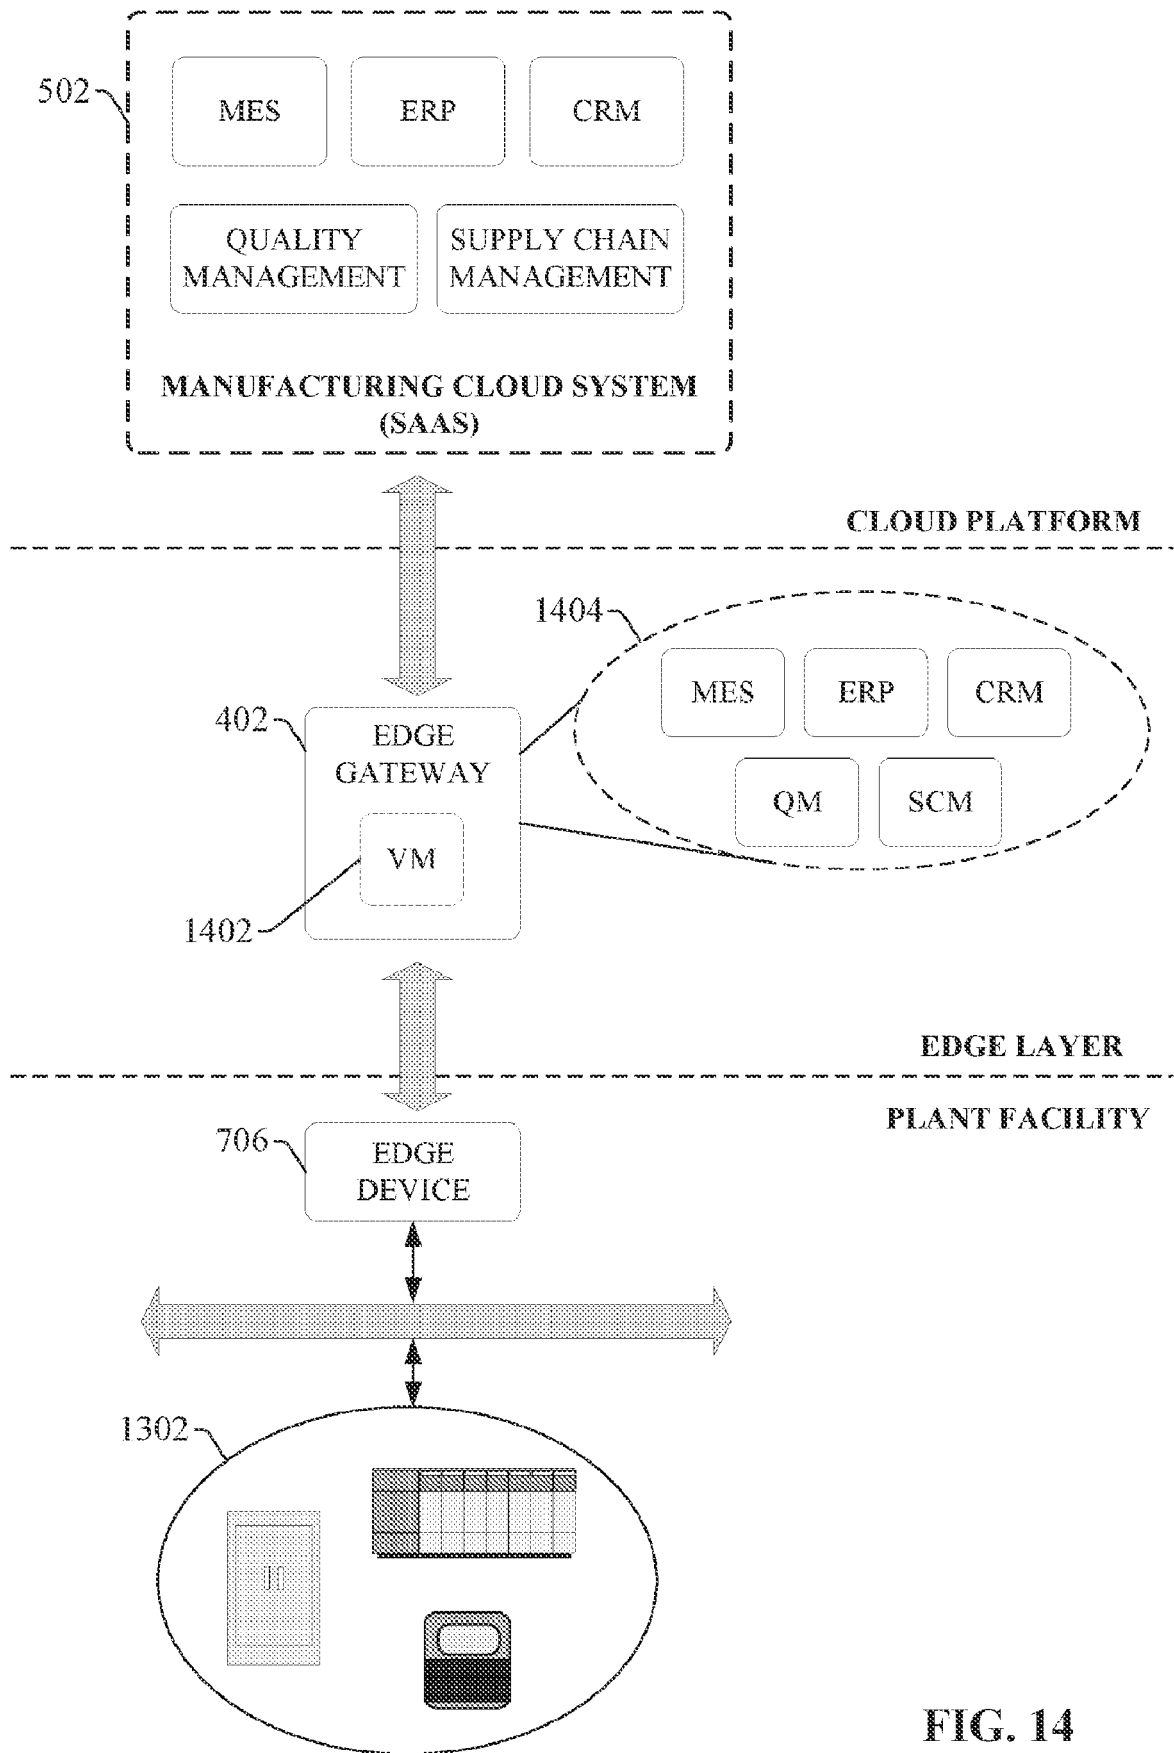 502
MES
ERP
CRM
QUALITY
MANAGEMENT
SUPPLY CHAIN
MANAGEMENT
MANUFACTURING CLOUD SYSTEM
(SAAS)
CLOUD PLATFORM
1404
MES
ERP
CRM
QM
SCM
402
EDGE
GATEWAY
VM
1402
EDGE LAYER
PLANT FACILITY
706
EDGE
DEVICE
1302
FIG. 14